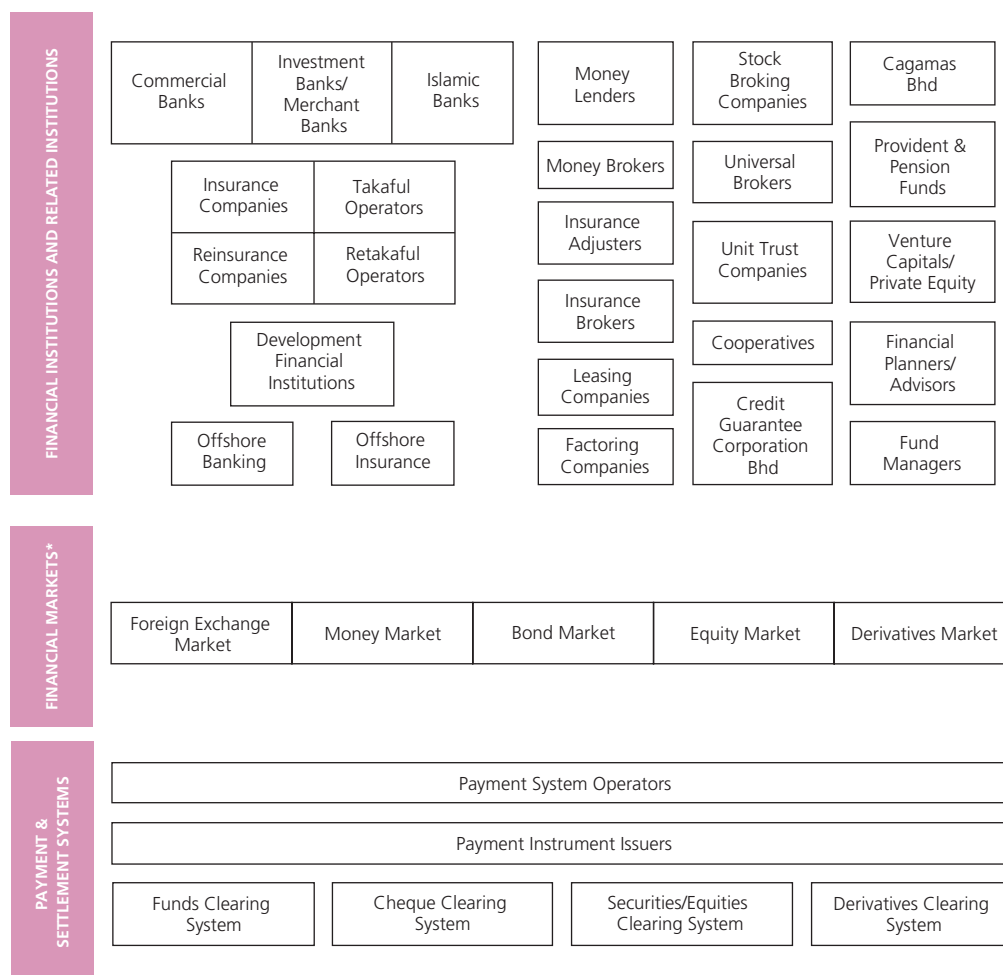 FINANCIAL INSTITUTIONS AND RELATED INSTITUTIONS
Commercial
Banks
Investment
Banks/
Merchant
Banks
Islamic
Banks
Insurance
Companies
Takaful
Operators
Reinsurance
Companies
Retakaful
Operators
Development
Financial
Institutions
Offshore
Banking
Offshore
Insurance
Money
Lenders
Money Brokers
Insurance
Adjusters
Insurance
Brokers
Leasing
Companies
Factoring
Companies
Stock
Broking
Companies
Universal
Brokers
Unit Trust
Companies
Cooperatives
Credit
Guarantee
Corporation
Bhd
Cagamas
Bhd
Provident &
Pension
Funds
Venture
Capitals/
Private Equity
Financial
Planners/
Advisors
Fund
Managers
FINANCIAL MARKETS*
Foreign Exchange
Market
Money Market
Bond Market
Equity Market
Derivatives Market
PAYMENT &
SETTLEMENT SYSTEMS
Payment System Operators
Payment Instrument Issuers
Funds Clearing
System
Cheque Clearing
System
Securities/Equities
Clearing System
Derivatives Clearing
System